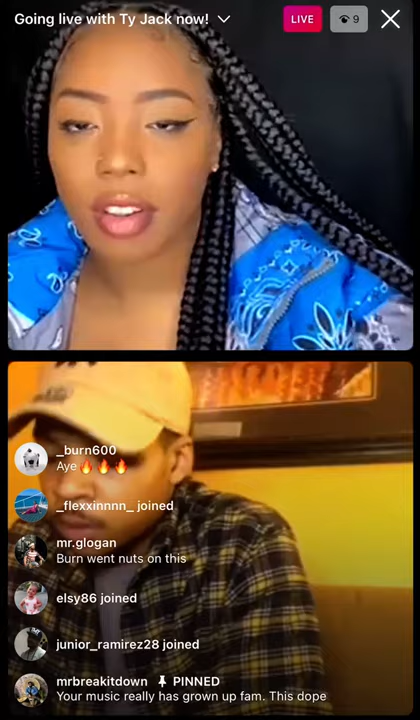 Going live with Ty Jack now!
LIVE
9
_burn600
Aye🔥🔥🔥
_flexxinnnn_ joined
mr.glogan
Burn went nuts on this
elsy86 joined
junior_ramirez28 joined
mrbreakitdown PINNED
Your music really has grown up fam. This dope